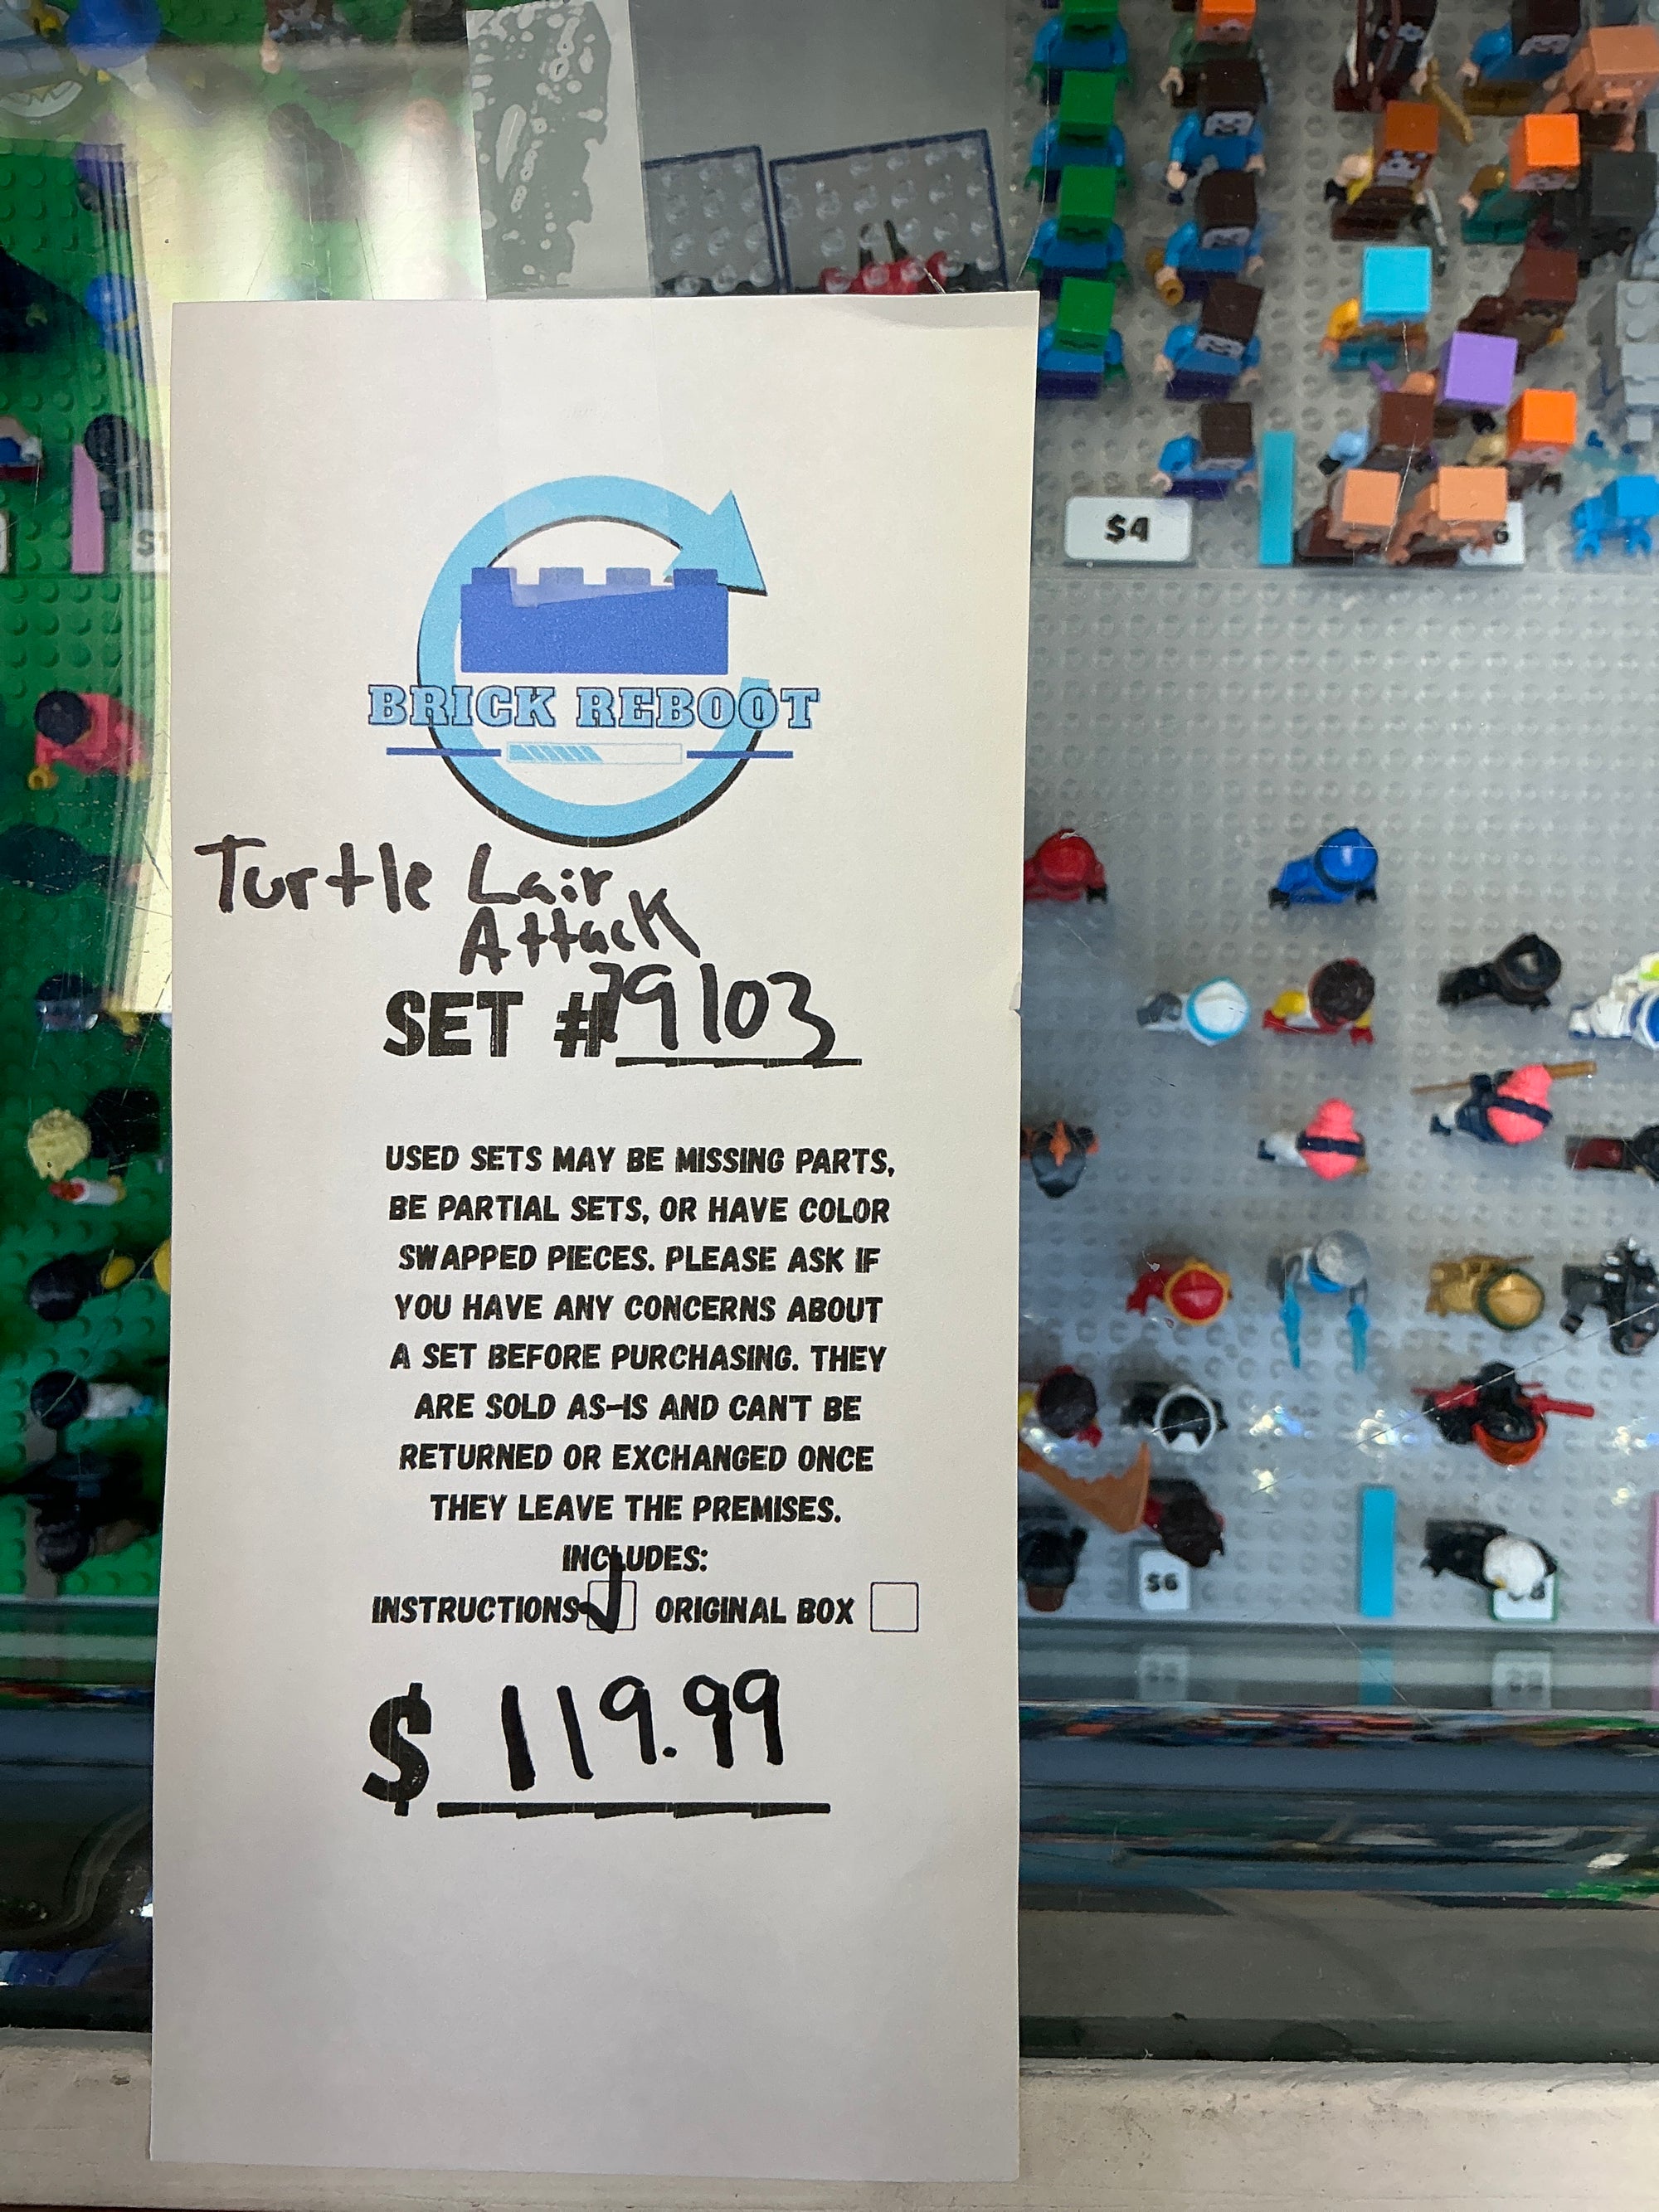 BRICK REBOOT
Turtle Lair
Attack
SET #79103
USED SETS MAY BE MISSING PARTS,
BE PARTIAL SETS, OR HAVE COLOR
SWAPPED PIECES. PLEASE ASK IF
YOU HAVE ANY CONCERNS ABOUT
A SET BEFORE PURCHASING. THEY
ARE SOLD AS-IS AND CAN'T BE
RETURNED OR EXCHANGED ONCE
THEY LEAVE THE PREMISES.
INCLUDES:
INSTRUCTIONS ORIGINAL BOX
$ 119.99
$4
$6